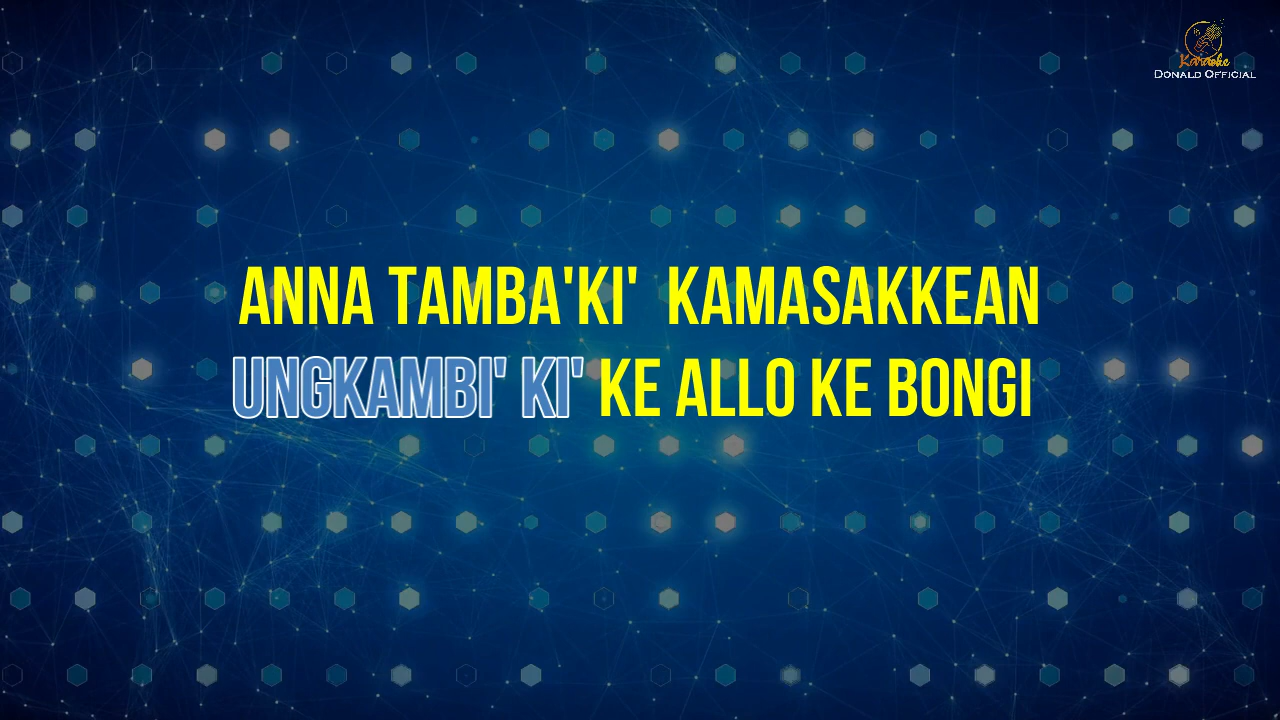 Karaoke
DONALD OFFICIAL
ANNA TAMBA'KI'  KAMASAKKEAN
UNGKAMBI' KI' KE ALLO KE BONGI